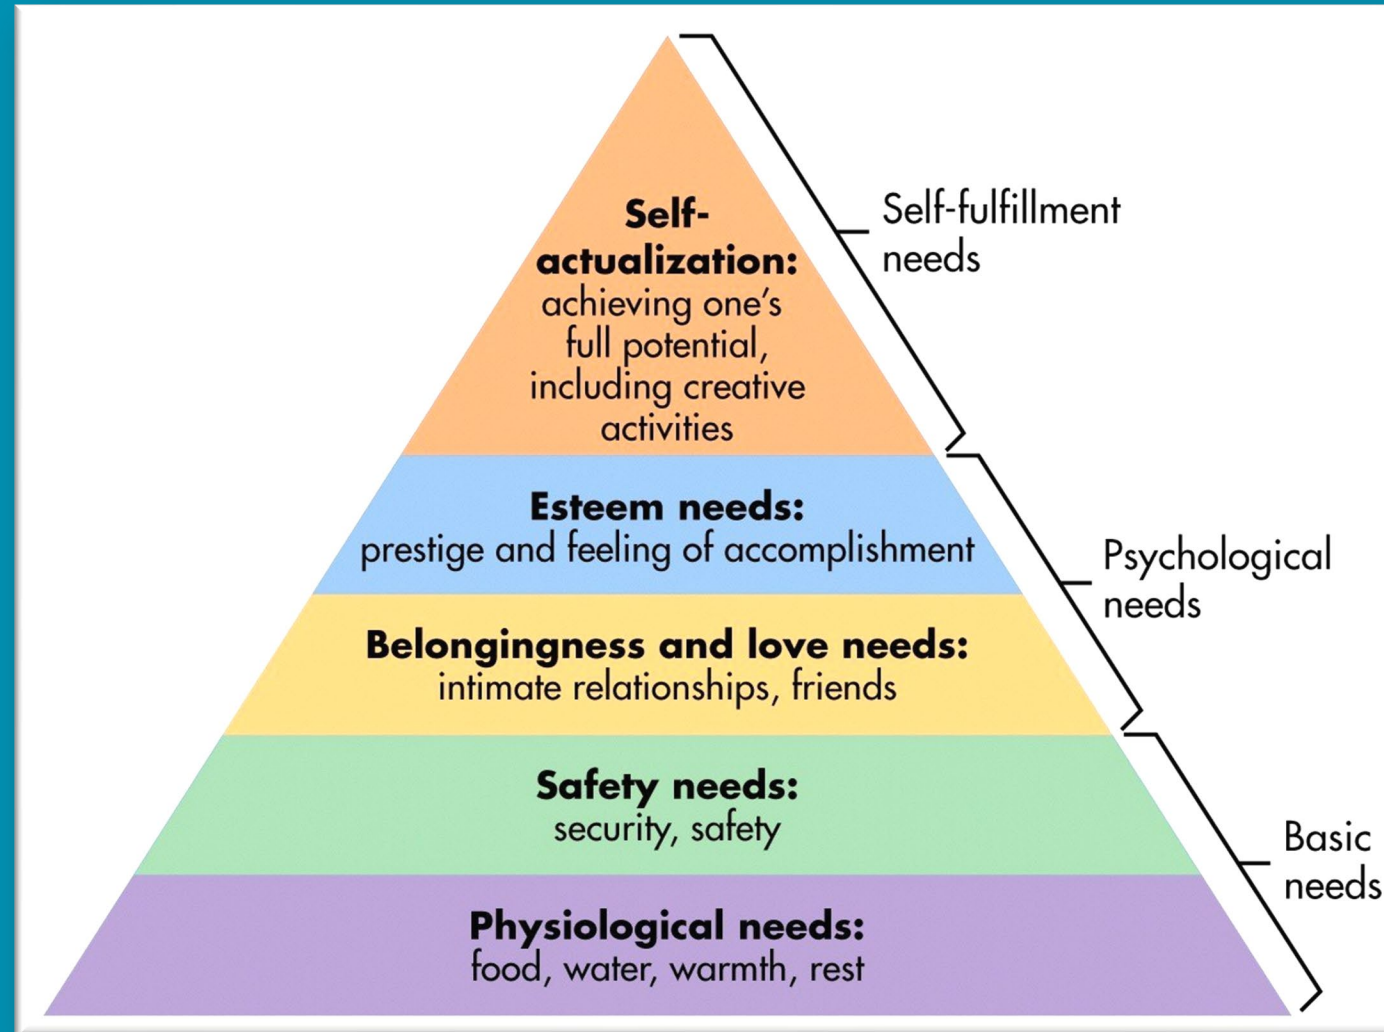 Self-
actualization:
achieving one's
full potential,
including creative
activities
Self-fulfillment
needs
Esteem needs:
prestige and feeling of accomplishment
Psychological
needs
Belongingness and love needs:
intimate relationships, friends
Safety needs:
security, safety
Basic
needs
Physiological needs:
food, water, warmth, rest